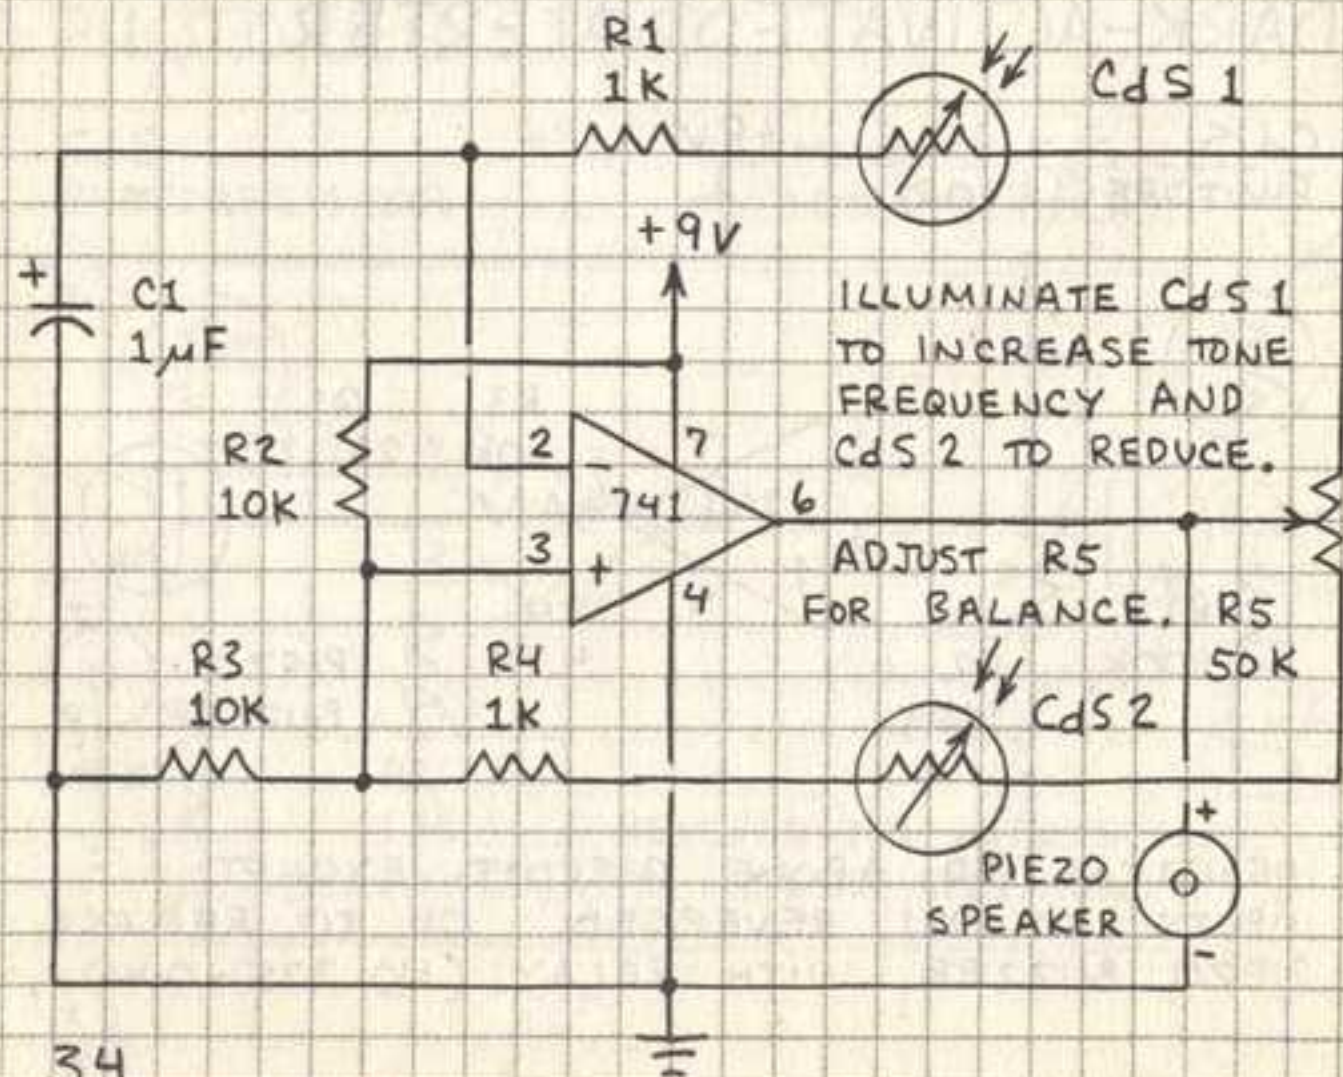 R1
1K
CdS 1
+9V
+
C1
1µF
ILLUMINATE CdS 1
TO INCREASE TONE
FREQUENCY AND
CdS 2 TO REDUCE.
R2
10K
2
-
7
741
6
3
+
4
ADJUST R5
FOR BALANCE.
R5
50K
R3
10K
R4
1K
CdS 2
+
PIEZO
SPEAKER
-
34